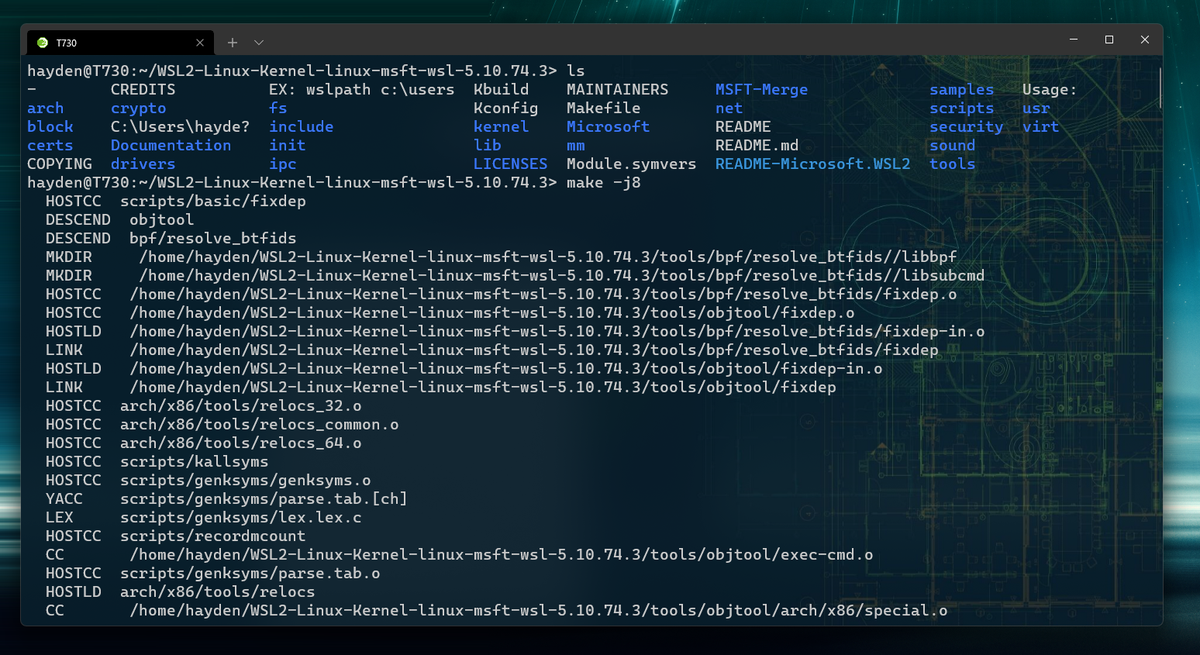 T730
hayden@T730:~/WSL2-Linux-Kernel-linux-msft-wsl-5.10.74.3> ls
- CREDITS EX: wslpath c:\users Kbuild MAINTAINERS MSFT-Merge samples Usage:
arch crypto fs Kconfig Makefile net scripts usr
block C:\Users\hayde? include kernel Microsoft README security virt
certs Documentation init lib mm README.md sound
COPYING drivers ipc LICENSES Module.symvers README-Microsoft.WSL2 tools
hayden@T730:~/WSL2-Linux-Kernel-linux-msft-wsl-5.10.74.3> make -j8
HOSTCC scripts/basic/fixdep
DESCEND objtool
DESCEND bpf/resolve_btfids
MKDIR /home/hayden/WSL2-Linux-Kernel-linux-msft-wsl-5.10.74.3/tools/bpf/resolve_btfids//libbpf
MKDIR /home/hayden/WSL2-Linux-Kernel-linux-msft-wsl-5.10.74.3/tools/bpf/resolve_btfids//libsubcmd
HOSTCC /home/hayden/WSL2-Linux-Kernel-linux-msft-wsl-5.10.74.3/tools/bpf/resolve_btfids/fixdep.o
HOSTCC /home/hayden/WSL2-Linux-Kernel-linux-msft-wsl-5.10.74.3/tools/objtool/fixdep.o
HOSTLD /home/hayden/WSL2-Linux-Kernel-linux-msft-wsl-5.10.74.3/tools/bpf/resolve_btfids/fixdep-in.o
LINK /home/hayden/WSL2-Linux-Kernel-linux-msft-wsl-5.10.74.3/tools/bpf/resolve_btfids/fixdep
HOSTLD /home/hayden/WSL2-Linux-Kernel-linux-msft-wsl-5.10.74.3/tools/objtool/fixdep-in.o
LINK /home/hayden/WSL2-Linux-Kernel-linux-msft-wsl-5.10.74.3/tools/objtool/fixdep
HOSTCC arch/x86/tools/relocs_32.o
HOSTCC arch/x86/tools/relocs_common.o
HOSTCC arch/x86/tools/relocs_64.o
HOSTCC scripts/kallsyms
HOSTCC scripts/genksyms/genksyms.o
YACC scripts/genksyms/parse.tab.[ch]
LEX scripts/genksyms/lex.lex.c
HOSTCC scripts/recordmcount
CC /home/hayden/WSL2-Linux-Kernel-linux-msft-wsl-5.10.74.3/tools/objtool/exec-cmd.o
HOSTCC scripts/genksyms/parse.tab.o
HOSTLD arch/x86/tools/relocs
CC /home/hayden/WSL2-Linux-Kernel-linux-msft-wsl-5.10.74.3/tools/objtool/arch/x86/special.o